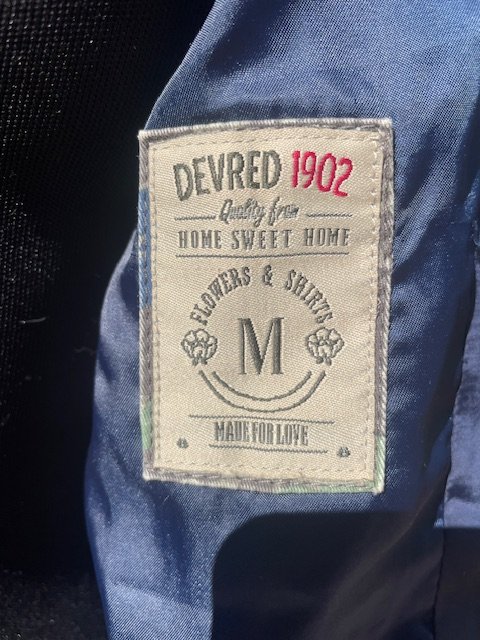 DEVRED 1902
Quality from
HOME SWEET HOME
FLOWERS & SHIRTS
M
MADE FOR LOVE